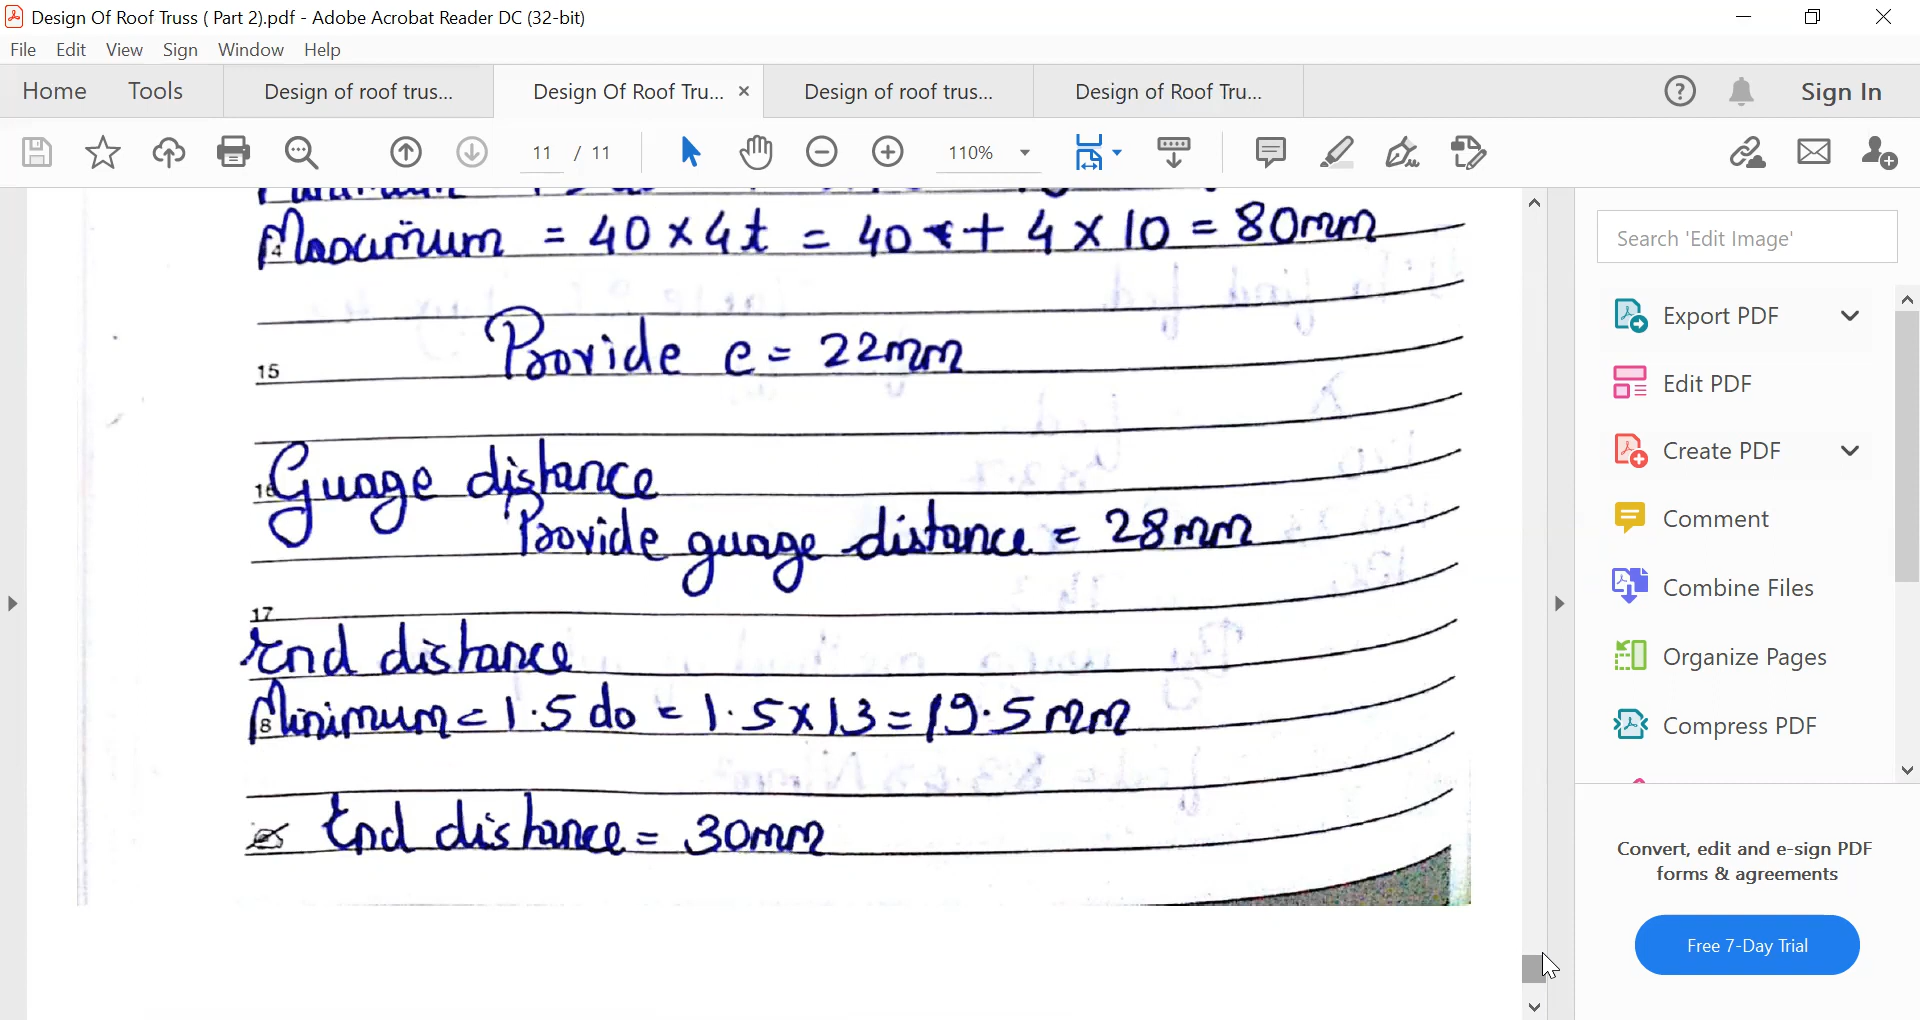 Design Of Roof Truss ( Part 2).pdf - Adobe Acrobat Reader DC (32-bit)
File Edit View Sign Window Help
Home Tools Design of roof trus... Design Of Roof Tru... × Design of roof trus... Design of Roof Tru... ? Sign In
11 / 11 110%
14 Maximum = 40 x 4t = 40 + 4 x 10 = 80mm
15 Provide e = 22mm
16 Guage distance
Provide guage distance = 28mm
17
End distance
18 Minimum = 1.5 do = 1.5 x 13 = 19.5 mm
End distance = 30mm
Search 'Edit Image'
Export PDF
Edit PDF
Create PDF
Comment
Combine Files
Organize Pages
Compress PDF
Convert, edit and e-sign PDF
forms & agreements
Free 7-Day Trial